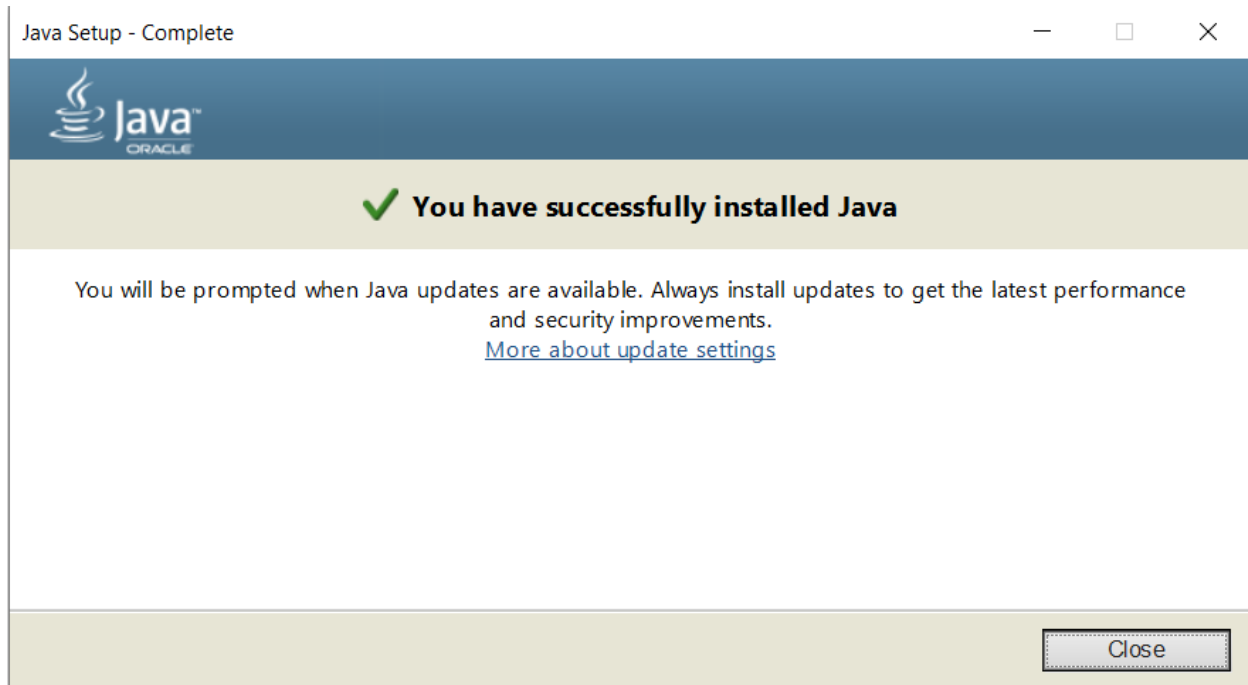 Java Setup - Complete
Java™
ORACLE
You have successfully installed Java
You will be prompted when Java updates are available. Always install updates to get the latest performance
and security improvements.
More about update settings
Close